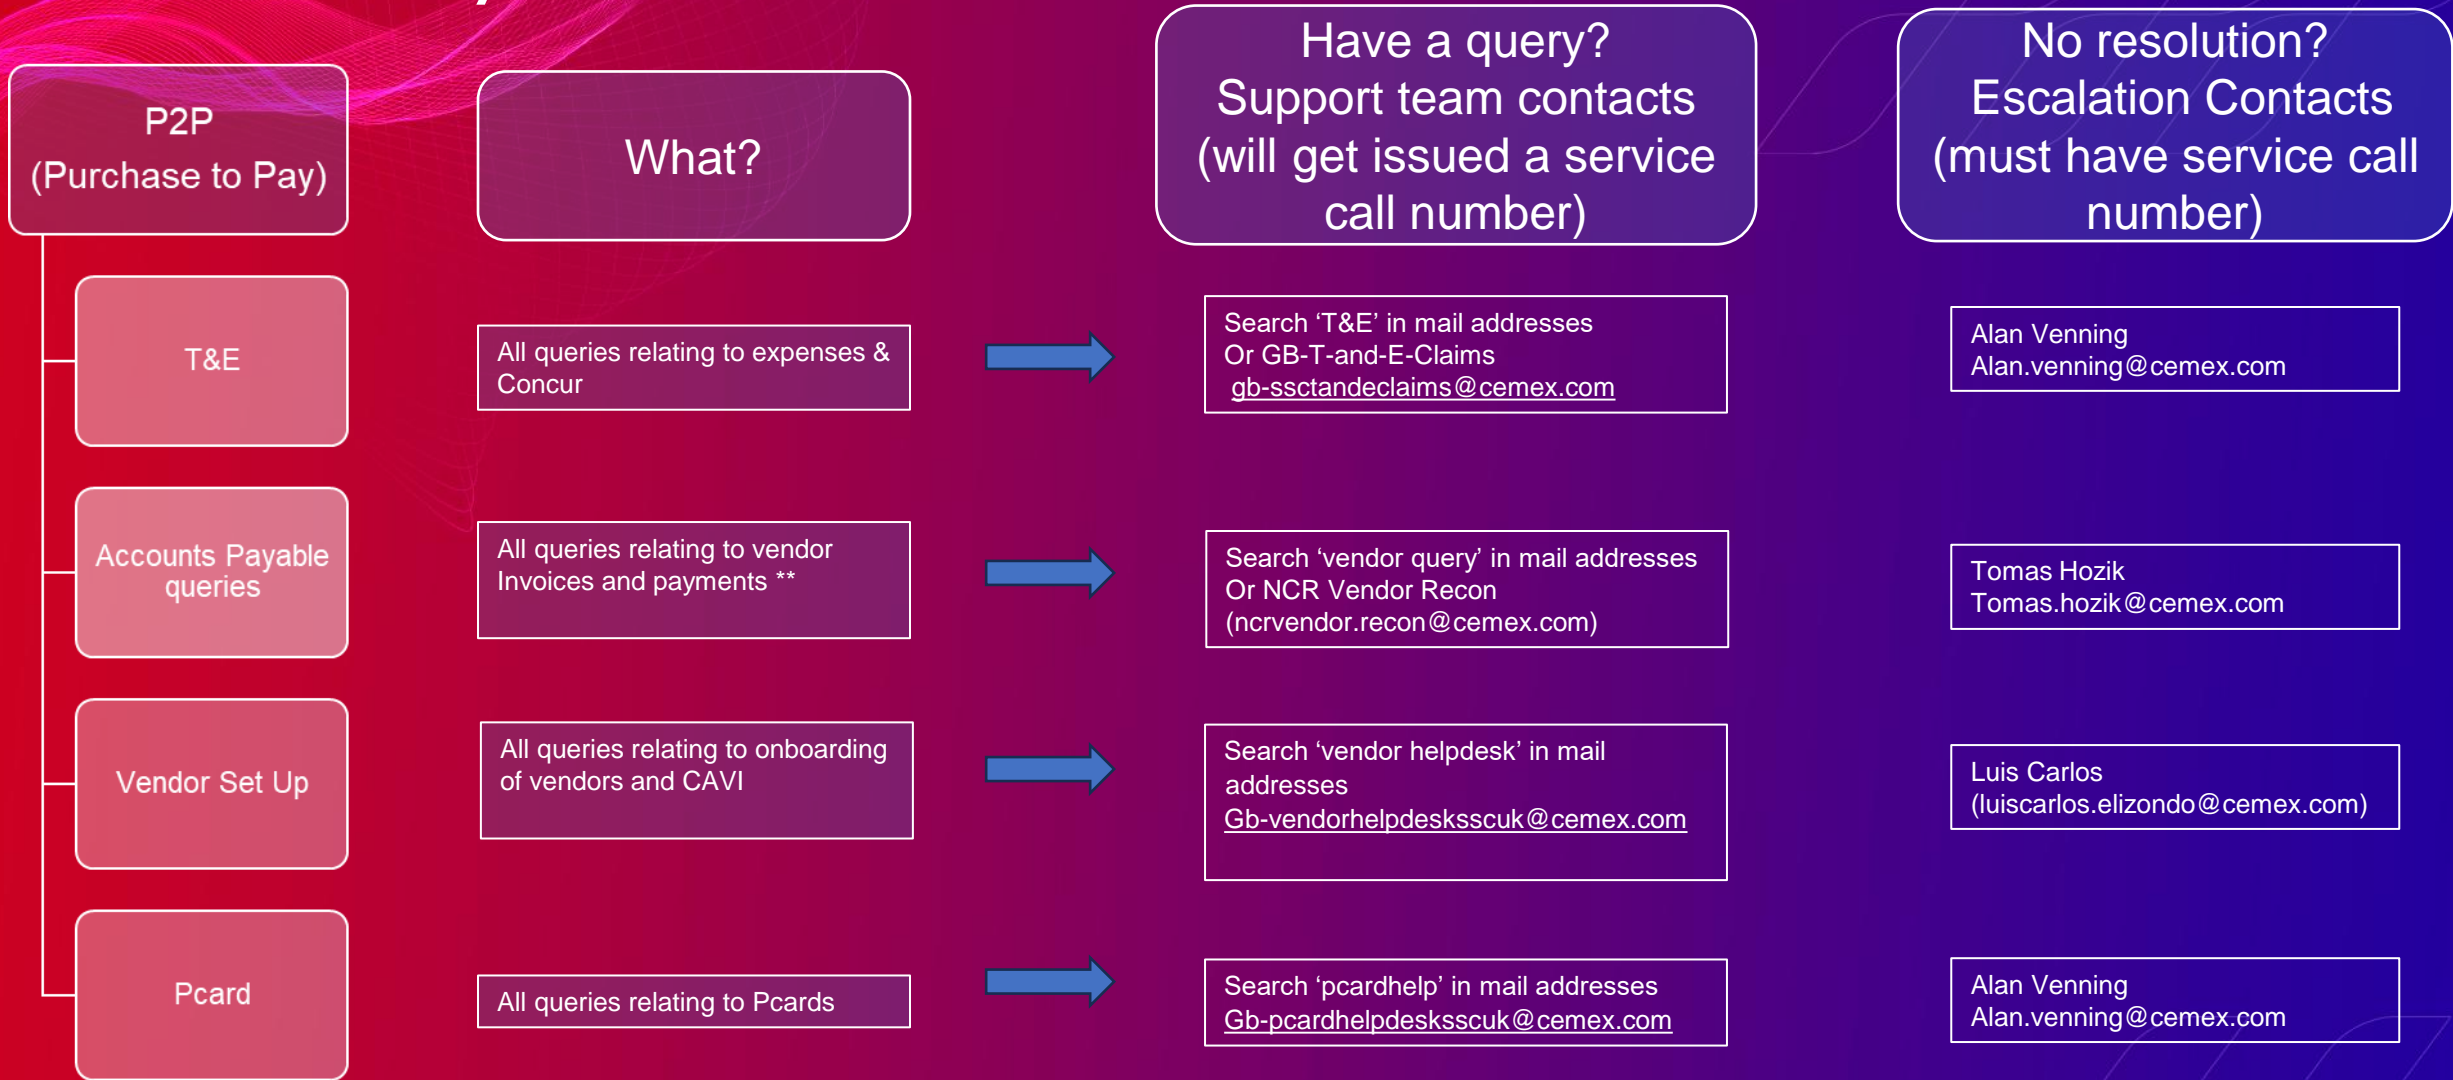 P2P
(Purchase to Pay)
What?
Have a query?
Support team contacts
(will get issued a service
call number)
No resolution?
Escalation Contacts
(must have service call
number)
T&E
All queries relating to expenses &
Concur
Search ‘T&E’ in mail addresses
Or GB-T-and-E-Claims
gb-ssctandeclaims@cemex.com
Alan Venning
Alan.venning@cemex.com
Accounts Payable
queries
All queries relating to vendor
Invoices and payments **
Search ‘vendor query’ in mail addresses
Or NCR Vendor Recon
(ncrvendor.recon@cemex.com)
Tomas Hozik
Tomas.hozik@cemex.com
Vendor Set Up
All queries relating to onboarding
of vendors and CAVI
Search ‘vendor helpdesk’ in mail
addresses
Gb-vendorhelpdesksscuk@cemex.com
Luis Carlos
(luiscarlos.elizondo@cemex.com)
Pcard
All queries relating to Pcards
Search ‘pcardhelp’ in mail addresses
Gb-pcardhelpdesksscuk@cemex.com
Alan Venning
Alan.venning@cemex.com